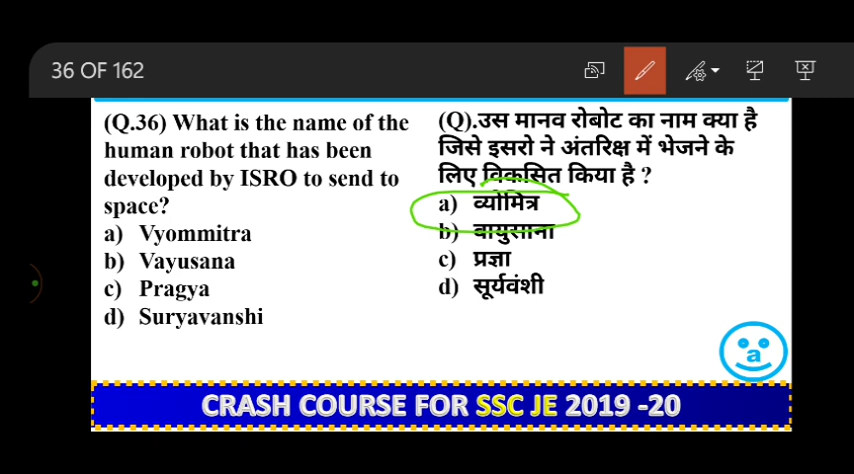 36 OF 162
(Q.36) What is the name of the
human robot that has been
developed by ISRO to send to
space?
a) Vyommitra
b) Vayusana
c) Pragya
d) Suryavanshi
(Q).उस मानव रोबोट का नाम क्या है
जिसे इसरो ने अंतरिक्ष में भेजने के
लिए विकसित किया है ?
a) व्योमित्र
b) वायुसाना
c) प्रज्ञा
d) सूर्यवंशी
a
CRASH COURSE FOR SSC JE 2019 -20